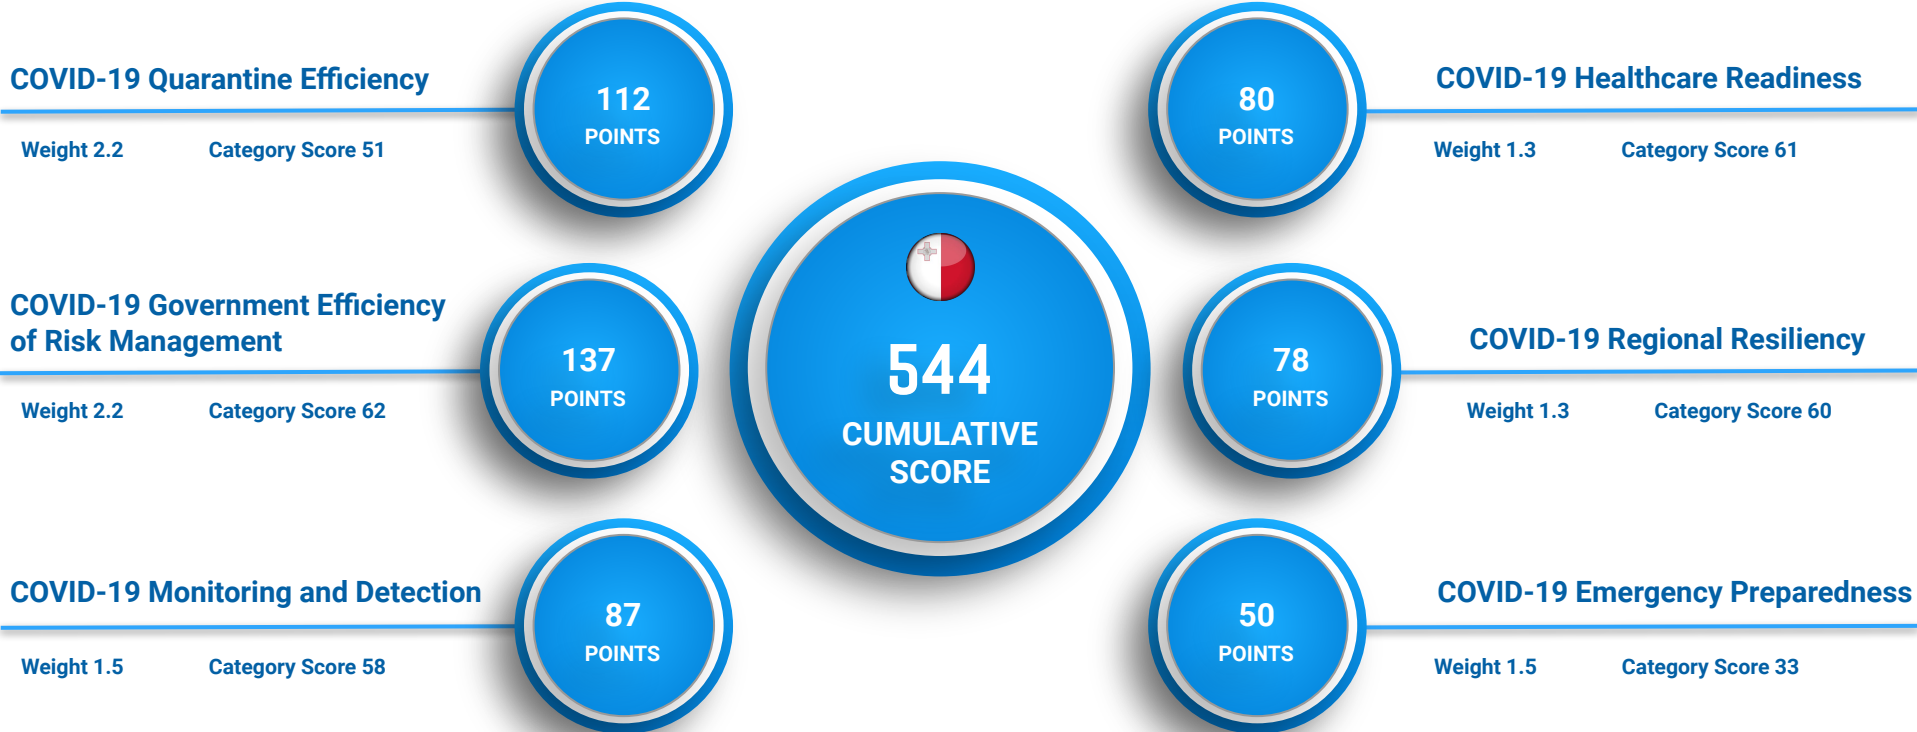 COVID-19 Quarantine Efficiency
Weight 2.2 Category Score 51
112
POINTS
COVID-19 Government Efficiency
of Risk Management
Weight 2.2 Category Score 62
137
POINTS
COVID-19 Monitoring and Detection
Weight 1.5 Category Score 58
87
POINTS
544
CUMULATIVE
SCORE
80
POINTS
COVID-19 Healthcare Readiness
Weight 1.3 Category Score 61
78
POINTS
COVID-19 Regional Resiliency
Weight 1.3 Category Score 60
50
POINTS
COVID-19 Emergency Preparedness
Weight 1.5 Category Score 33